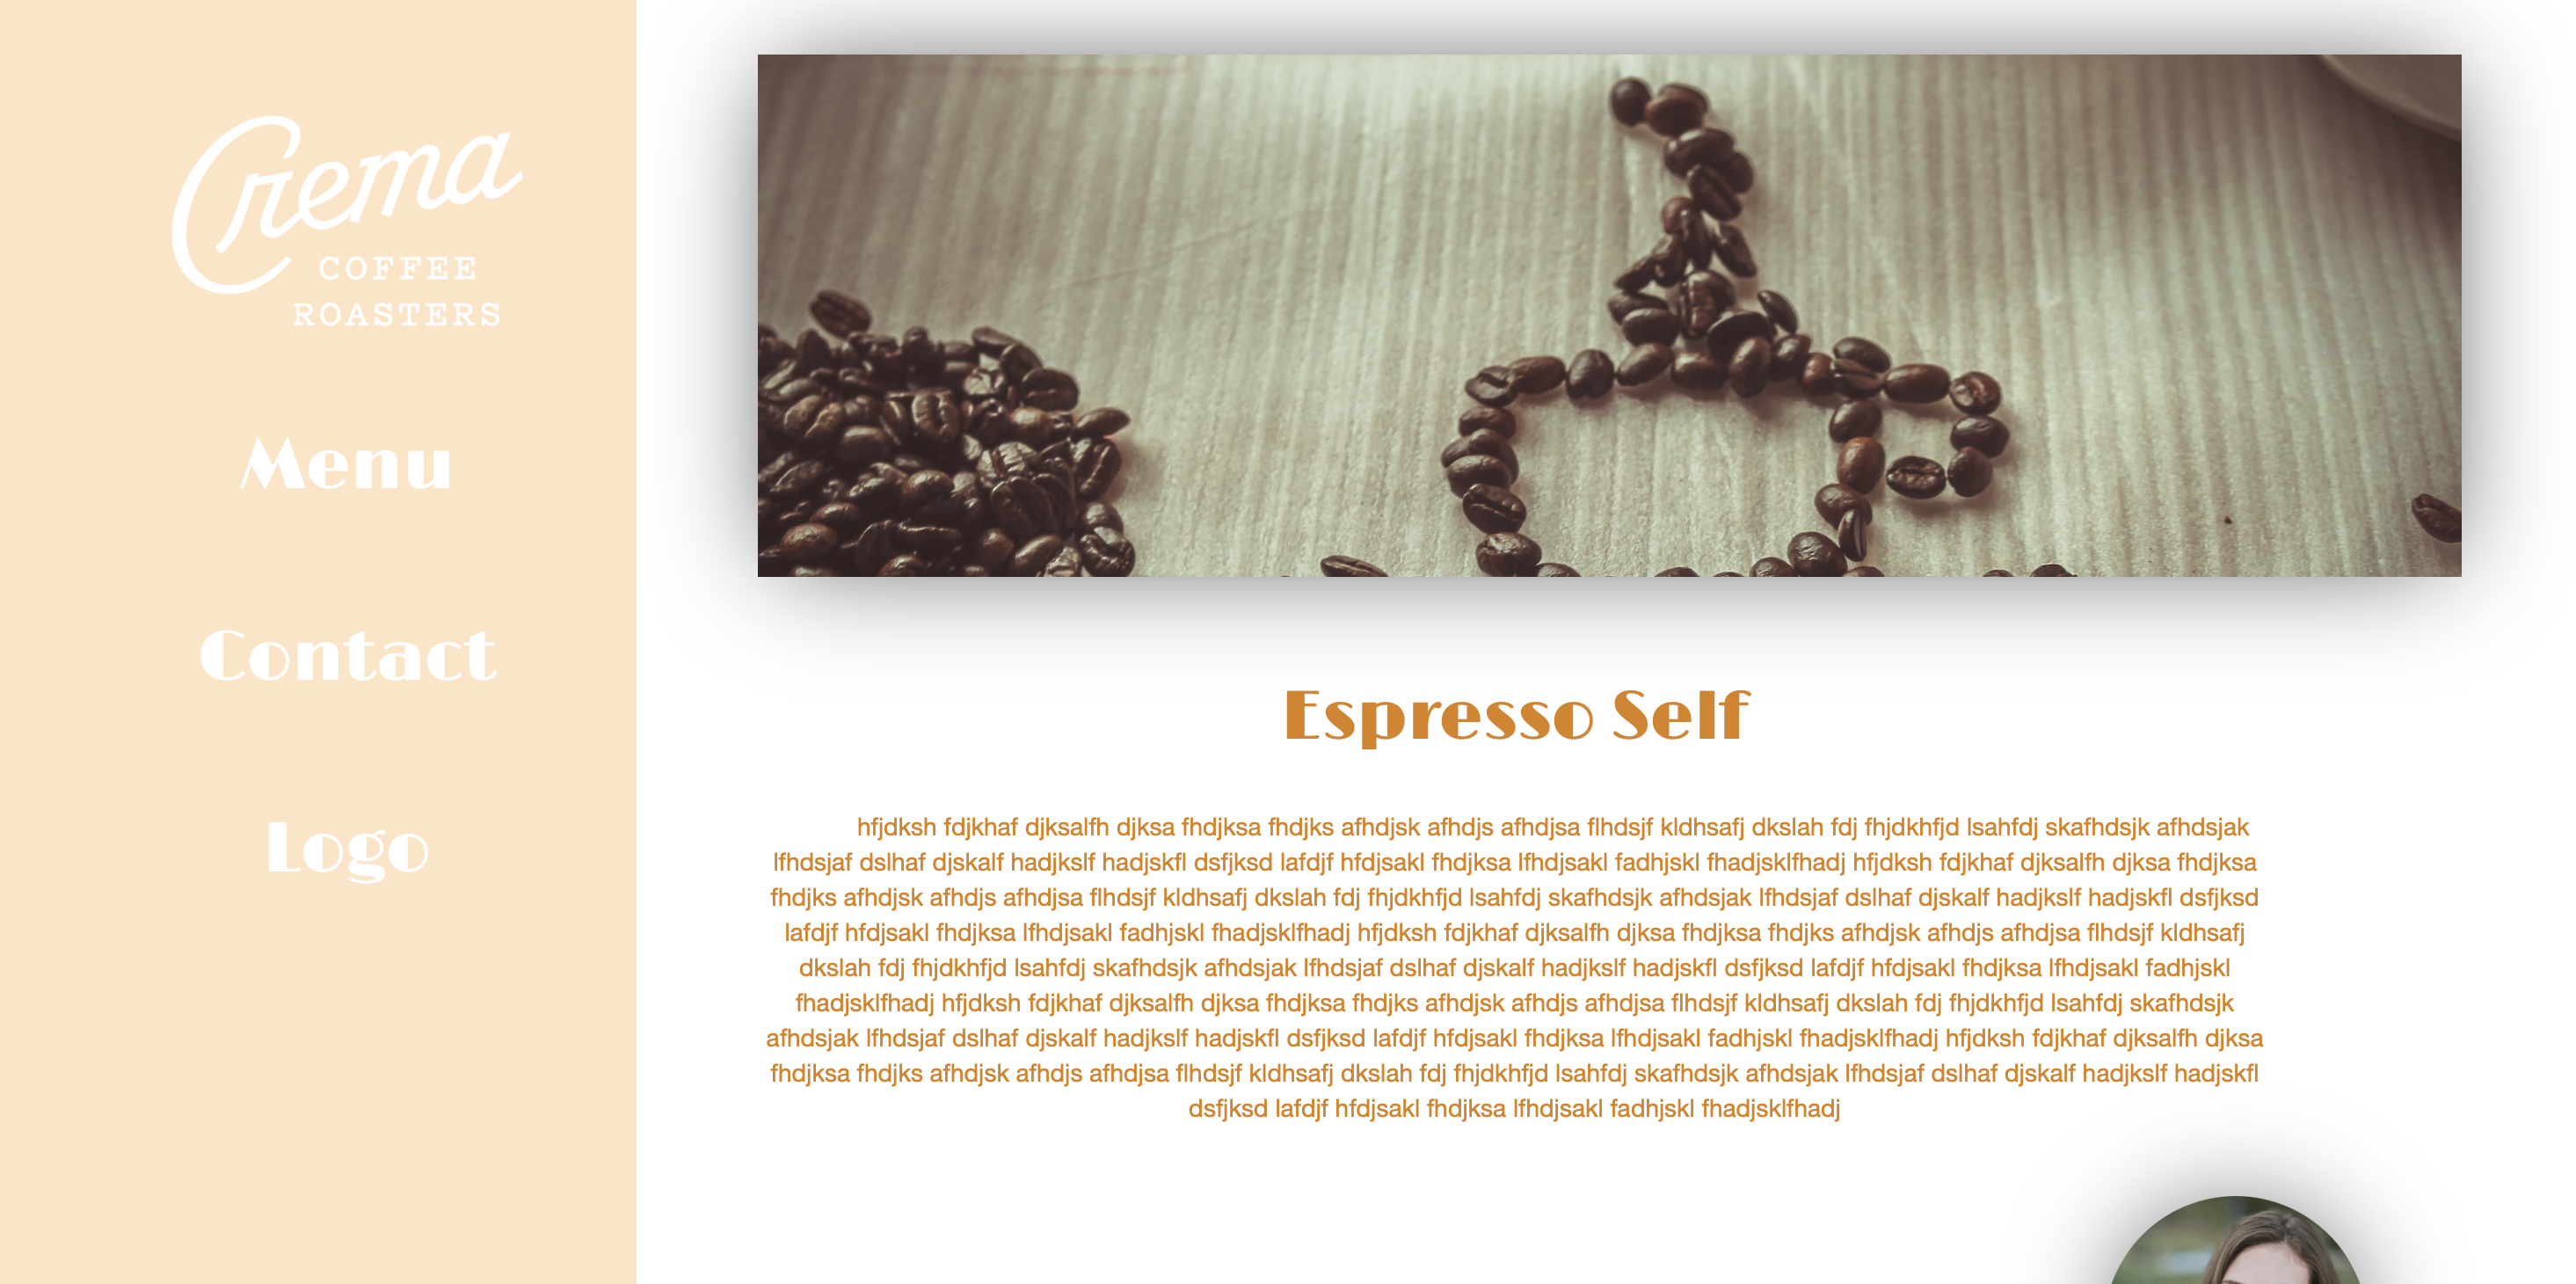 Crema
COFFEE
ROASTERS
Menu
Contact
Logo
Espresso Self
hfjdksh fdjkhaf djksalfh djksa fhdjksa fhdjks afhdjsk afhdjs afhdjsa flhdsjf kldhsafj dkslah fdj fhjdkhfjd lsahfdj skafhdsjk afhdsjak
lfhdsjaf dslhaf djskalf hadjkslf hadjskfl dsfjksd lafdjf hfdjsakl fhdjksa lfhdjsakl fadhjskl fhadjsklfhadj hfjdksh fdjkhaf djksalfh djksa fhdjksa
fhdjks afhdjsk afhdjs afhdjsa flhdsjf kldhsafj dkslah fdj fhjdkhfjd lsahfdj skafhdsjk afhdsjak lfhdsjaf dslhaf djskalf hadjkslf hadjskfl dsfjksd
lafdjf hfdjsakl fhdjksa lfhdjsakl fadhjskl fhadjsklfhadj hfjdksh fdjkhaf djksalfh djksa fhdjksa fhdjks afhdjsk afhdjs afhdjsa flhdsjf kldhsafj
dkslah fdj fhjdkhfjd lsahfdj skafhdsjk afhdsjak lfhdsjaf dslhaf djskalf hadjkslf hadjskfl dsfjksd lafdjf hfdjsakl fhdjksa lfhdjsakl fadhjskl
fhadjsklfhadj hfjdksh fdjkhaf djksalfh djksa fhdjksa fhdjks afhdjsk afhdjs afhdjsa flhdsjf kldhsafj dkslah fdj fhjdkhfjd lsahfdj skafhdsjk
afhdsjak lfhdsjaf dslhaf djskalf hadjkslf hadjskfl dsfjksd lafdjf hfdjsakl fhdjksa lfhdjsakl fadhjskl fhadjsklfhadj hfjdksh fdjkhaf djksalfh djksa
fhdjksa fhdjks afhdjsk afhdjs afhdjsa flhdsjf kldhsafj dkslah fdj fhjdkhfjd lsahfdj skafhdsjk afhdsjak lfhdsjaf dslhaf djskalf hadjkslf hadjskfl
dsfjksd lafdjf hfdjsakl fhdjksa lfhdjsakl fadhjskl fhadjsklfhadj